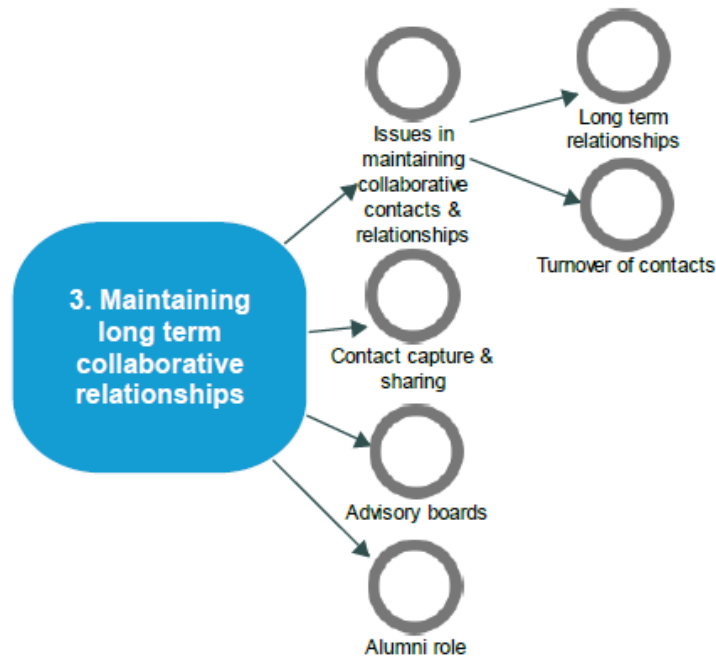 3. Maintaining
long term
collaborative
relationships
Issues in
maintaining
collaborative
contacts &
relationships
Long term
relationships
Turnover of contacts
Contact capture &
sharing
Advisory boards
Alumni role